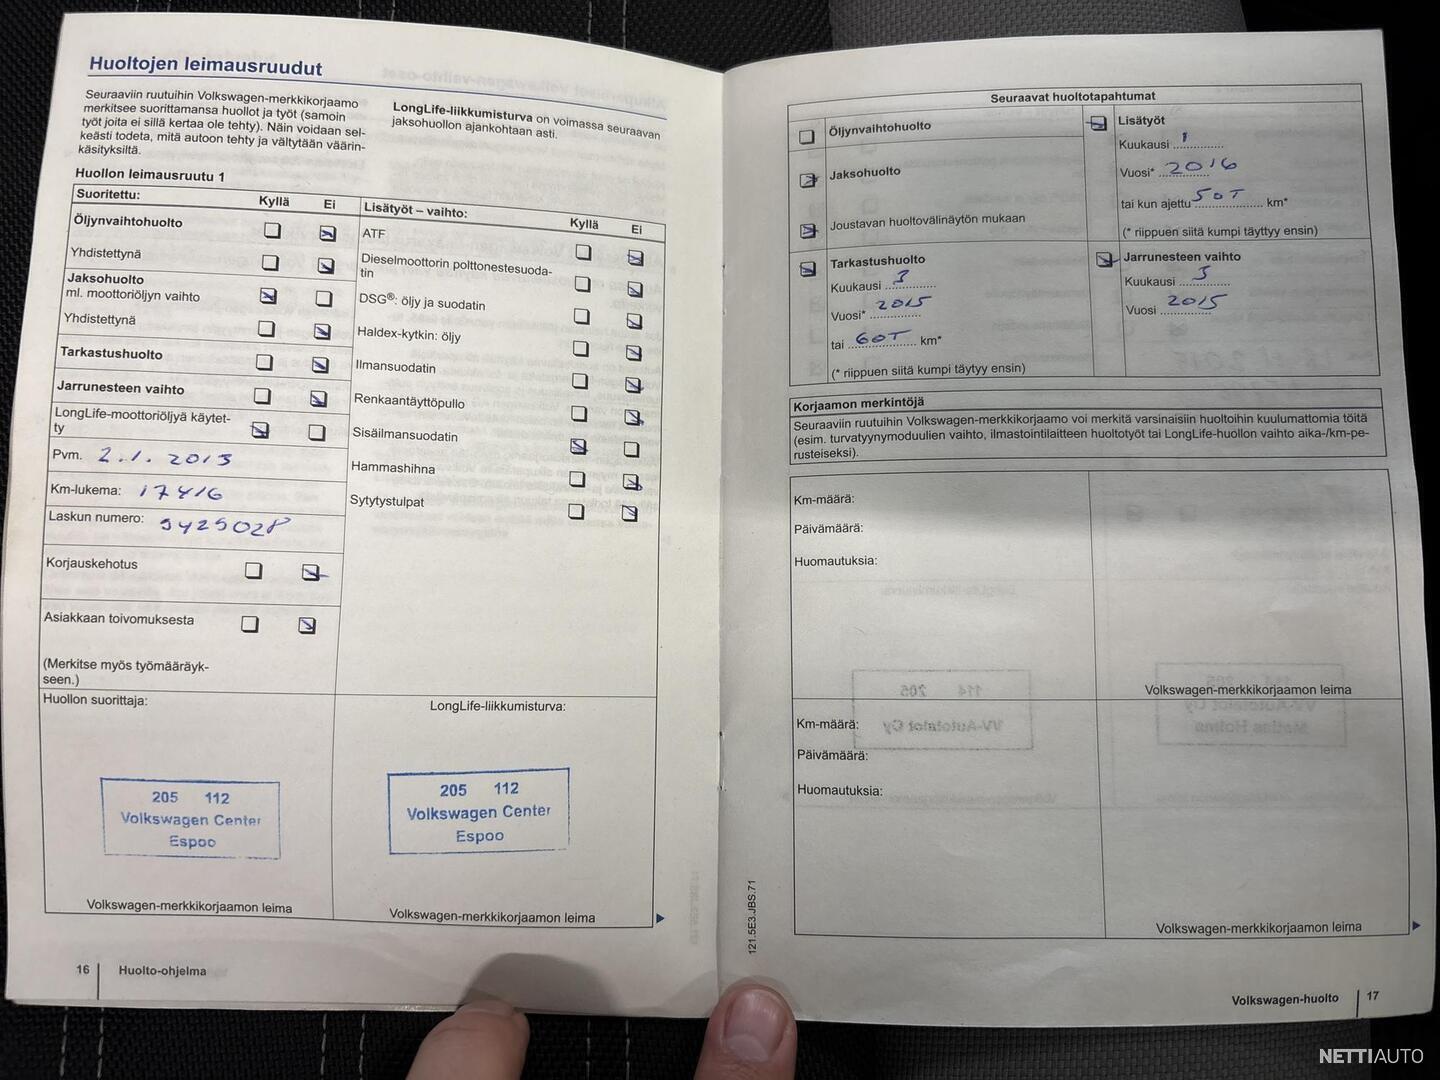 Huoltojen leimausruudut
Seuraaviin ruutuihin Volkswagen-merkkikorjaamo
merkitsee suorittamansa huollot ja työt (samoin
työt joita ei sillä kertaa ole tehty). Näin voidaan sel-
keästi todeta, mitä autoon tehty ja vältytään väärin-
käsityksiltä.
LongLife-liikkumisturva on voimassa seuraavan
jaksohuollon ajankohtaan asti.
Huollon leimausruutu 1
Suoritettu: Kyllä Ei
Öljynvaihtohuolto
Yhdistettynä
Jaksohuolto
ml. moottoriöljyn vaihto
Yhdistettynä
Tarkastushuolto
Jarrunesteen vaihto
LongLife-moottoriöljyä käytet-
ty
Pvm. 2.1.2013
Km-lukema: 17416
Laskun numero: 9425028
Korjauskehotus
Asiakkaan toivomuksesta
(Merkitse myös työmääräyk-
seen.)
Lisätyöt – vaihto: Kyllä Ei
ATF
Dieselmoottorin polttonestesuoda-
tin
DSG®: öljy ja suodatin
Haldex-kytkin: öljy
Ilmansuodatin
Renkaantäyttöpullo
Sisäilmansuodatin
Hammashihna
Sytytystulpat
Huollon suorittaja:
205 112
Volkswagen Center
Espoo
Volkswagen-merkkikorjaamon leima
LongLife-liikkumisturva:
205 112
Volkswagen Center
Espoo
Volkswagen-merkkikorjaamon leima
16 Huolto-ohjelma
Seuraavat huoltotapahtumat
Öljynvaihtohuolto
Jaksohuolto
Joustavan huoltovälinäytön mukaan
Lisätyöt
Kuukausi 1
Vuosi* 2016
tai kun ajettu 50T km*
(* riippuen siitä kumpi täyttyy ensin)
Tarkastushuolto
Kuukausi 3
Vuosi* 2015
tai 60T km*
(* riippuen siitä kumpi täytyy ensin)
Jarrunesteen vaihto
Kuukausi 3
Vuosi 2015
Korjaamon merkintöjä
Seuraaviin ruutuihin Volkswagen-merkkikorjaamo voi merkitä varsinaisiin huoltoihin kuulumattomia töitä
(esim. turvatyynymoduulien vaihto, ilmastointilaitteen huoltotyöt tai LongLife-huollon vaihto aika-/km-pe-
rusteiseksi).
Km-määrä:
Päivämäärä:
Huomautuksia:
Volkswagen-merkkikorjaamon leima
Km-määrä:
Päivämäärä:
Huomautuksia:
Volkswagen-merkkikorjaamon leima
121.5E3.JBS.71
Volkswagen-huolto 17
NETTIAUTO